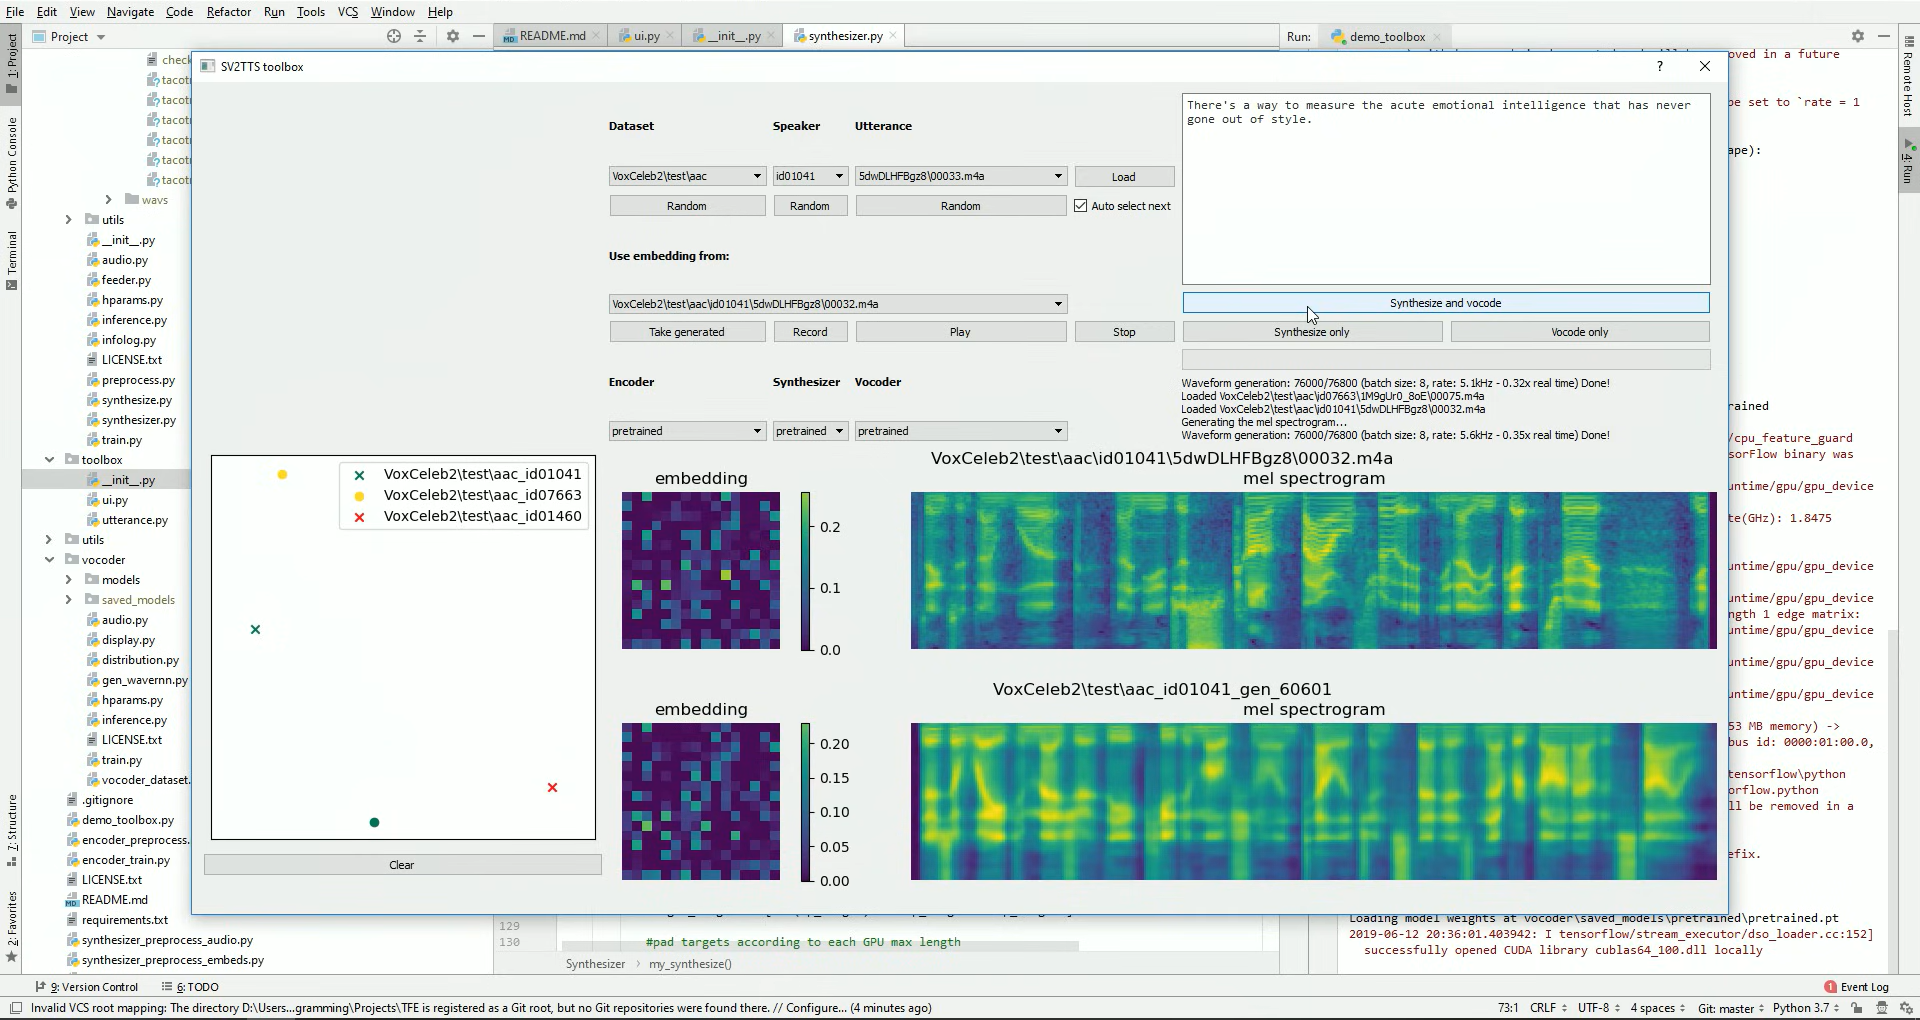 File Edit View Navigate Code Refactor Run Tools VCS Window Help
Project
README.md
ui.py
__init__.py
synthesizer.py
Run:
demo_toolbox
1: Project
Python Console
Terminal
7: Structure
2: Favorites
Remote Host
4: Run
check
tacotr
tacotr
tacotr
tacotr
tacotr
tacotr
wavs
utils
__init__.py
audio.py
feeder.py
hparams.py
inference.py
infolog.py
LICENSE.txt
preprocess.py
synthesize.py
synthesizer.py
train.py
toolbox
__init__.py
ui.py
utterance.py
utils
vocoder
models
saved_models
audio.py
display.py
distribution.py
gen_wavernn.py
hparams.py
inference.py
LICENSE.txt
train.py
vocoder_dataset.
.gitignore
demo_toolbox.py
encoder_preprocess.
encoder_train.py
LICENSE.txt
README.md
requirements.txt
synthesizer_preprocess_audio.py
synthesizer_preprocess_embeds.py
SV2TTS toolbox
?
Dataset Speaker Utterance
VoxCeleb2\test\aac id01041 5dwDLHFBgz8\00033.m4a Load
Random Random Random Auto select next
Use embedding from:
VoxCeleb2\test\aac\id01041\5dwDLHFBgz8\00032.m4a
Take generated Record Play Stop
Encoder Synthesizer Vocoder
pretrained pretrained pretrained
There's a way to measure the acute emotional intelligence that has never
gone out of style.
Synthesize and vocode
Synthesize only Vocode only
Waveform generation: 76000/76800 (batch size: 8, rate: 5.1kHz - 0.32x real time) Done!
Loaded VoxCeleb2\test\aac\id07663\1M9gUr0_8oE\00075.m4a
Loaded VoxCeleb2\test\aac\id01041\5dwDLHFBgz8\00032.m4a
Generating the mel spectrogram...
Waveform generation: 76000/76800 (batch size: 8, rate: 5.6kHz - 0.35x real time) Done!
VoxCeleb2\test\aac_id01041
VoxCeleb2\test\aac_id07663
VoxCeleb2\test\aac_id01460
Clear
VoxCeleb2\test\aac\id01041\5dwDLHFBgz8\00032.m4a
embedding
mel spectrogram
0.2
0.1
0.0
VoxCeleb2\test\aac_id01041_gen_60601
embedding
mel spectrogram
0.20
0.15
0.10
0.05
0.00
oved in a future
be set to `rate = 1
ape):
rained
/cpu_feature_guard
sorFlow binary was
untime/gpu/gpu_device
te(GHz): 1.8475
untime/gpu/gpu_device
untime/gpu/gpu_device
ngth 1 edge matrix:
untime/gpu/gpu_device
untime/gpu/gpu_device
untime/gpu/gpu_device
53 MB memory) ->
bus id: 0000:01:00.0,
tensorflow\python
orflow.python
ll be removed in a
efix.
Loading model weights at vocoder\saved_models\pretrained\pretrained.pt
2019-06-12 20:36:01.403942: I tensorflow/stream_executor/dso_loader.cc:152]
successfully opened CUDA library cublas64_100.dll locally
129
130 #pad targets according to each GPU max length
Synthesizer › my_synthesize()
9: Version Control 6: TODO
1 Event Log
Invalid VCS root mapping: The directory D:\Users...gramming\Projects\TFE is registered as a Git root, but no Git repositories were found there. // Configure... (4 minutes ago)
73:1 CRLF UTF-8 4 spaces Git: master Python 3.7